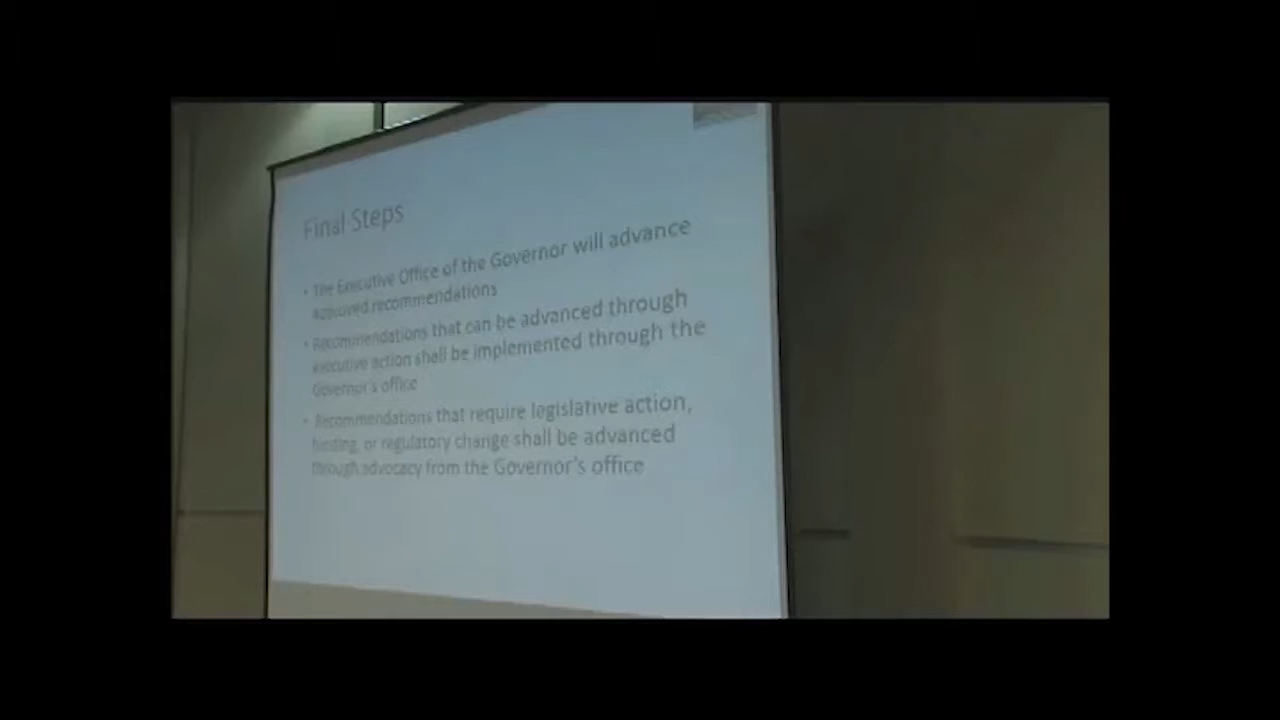 Final Steps
• The Executive Office of the Governor will advance
approved recommendations
• Recommendations that can be advanced through
executive action shall be implemented through the
Governor's office
• Recommendations that require legislative action,
funding, or regulatory change shall be advanced
through advocacy from the Governor's office